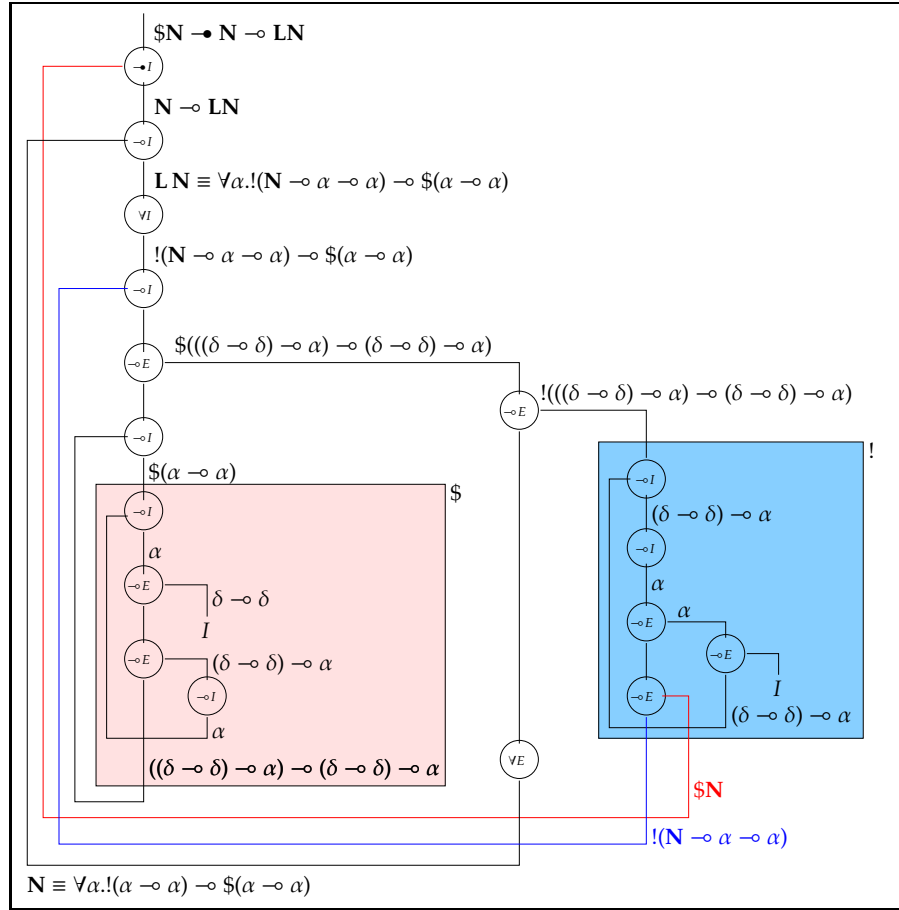 $N ⊸• N ⊸ LN
⊸• I
N ⊸ LN
⊸ I
L N ≡ ∀α.!(N ⊸ α ⊸ α) ⊸ $(α ⊸ α)
∀I
!(N ⊸ α ⊸ α) ⊸ $(α ⊸ α)
⊸ I
$(((δ ⊸ δ) ⊸ α) ⊸ (δ ⊸ δ) ⊸ α)
⊸ E
!(((δ ⊸ δ) ⊸ α) ⊸ (δ ⊸ δ) ⊸ α)
⊸ E
⊸ I
!
$(α ⊸ α)
⊸ I
$
⊸ I
(δ ⊸ δ) ⊸ α
α
⊸ I
⊸ E
α
δ ⊸ δ
α
I
⊸ E
⊸ E
⊸ E
(δ ⊸ δ) ⊸ α
⊸ I
⊸ E
I
α
(δ ⊸ δ) ⊸ α
((δ ⊸ δ) ⊸ α) ⊸ (δ ⊸ δ) ⊸ α
∀E
$N
!(N ⊸ α ⊸ α)
N ≡ ∀α.!(α ⊸ α) ⊸ $(α ⊸ α)